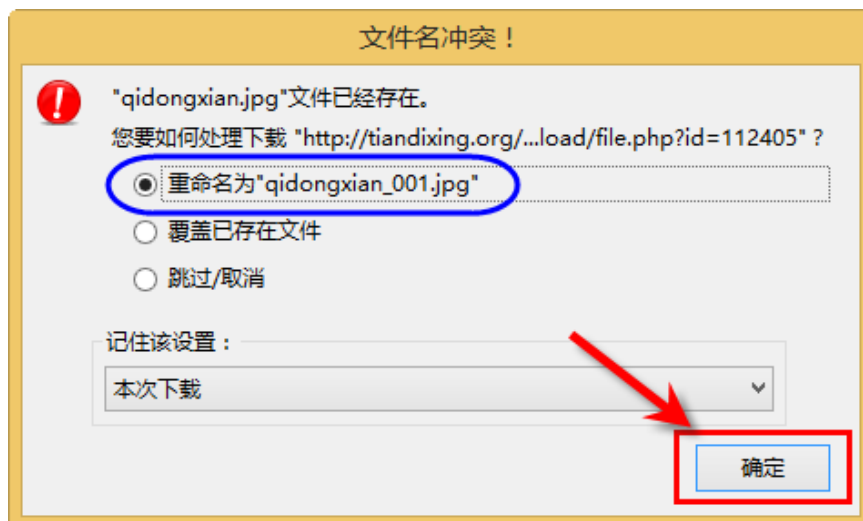 文件名冲突！
"qidongxian.jpg"文件已经存在。
您要如何处理下载 "http://tiandixing.org/...load/file.php?id=112405" ?
重命名为"qidongxian_001.jpg"
覆盖已存在文件
跳过/取消
记住该设置：
本次下载
确定